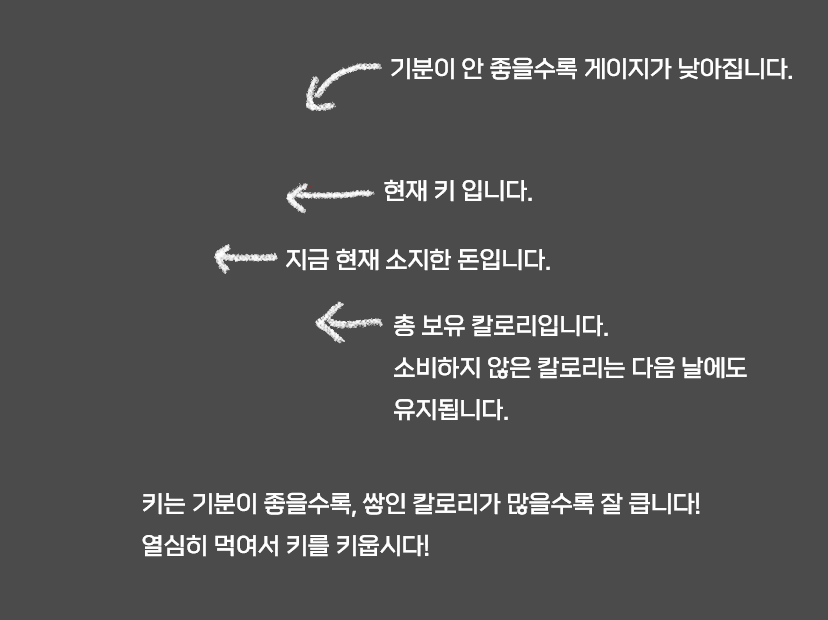 기분이 안 좋을수록 게이지가 낮아집니다.
현재 키 입니다.
지금 현재 소지한 돈입니다.
총 보유 칼로리입니다.
소비하지 않은 칼로리는 다음 날에도
유지됩니다.
키는 기분이 좋을수록, 쌓인 칼로리가 많을수록 잘 큽니다!
열심히 먹여서 키를 키웁시다!